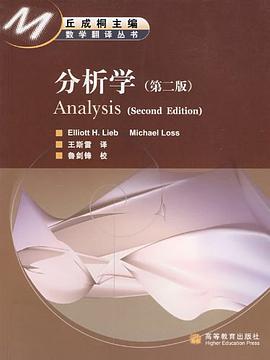 M
丘成桐主编
数学翻译丛书
分析学(第二版)
Analysis (Second Edition)
Elliott H. Lieb Michael Loss
王斯雷 译
鲁剑锋 校
高等教育出版社
Higher Education Press